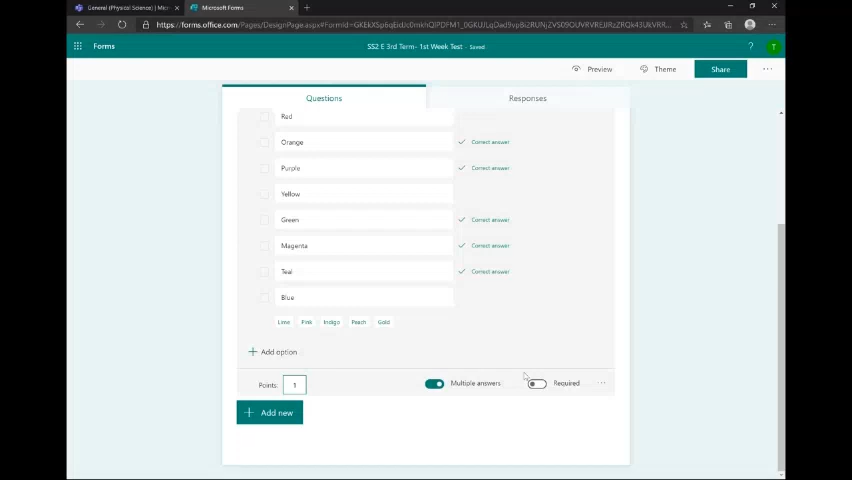 General (Physical Science) | Micr
Microsoft Forms
Forms
SS2 E 3rd Term- 1st Week Test - Saved
?
T
Preview
Theme
Share
Questions
Responses
Red
Orange
Correct answer
Purple
Correct answer
Yellow
Green
Correct answer
Magenta
Correct answer
Teal
Correct answer
Blue
Lime Pink Indigo Peach Gold
Add option
Points: 1
Multiple answers
Required
Add new